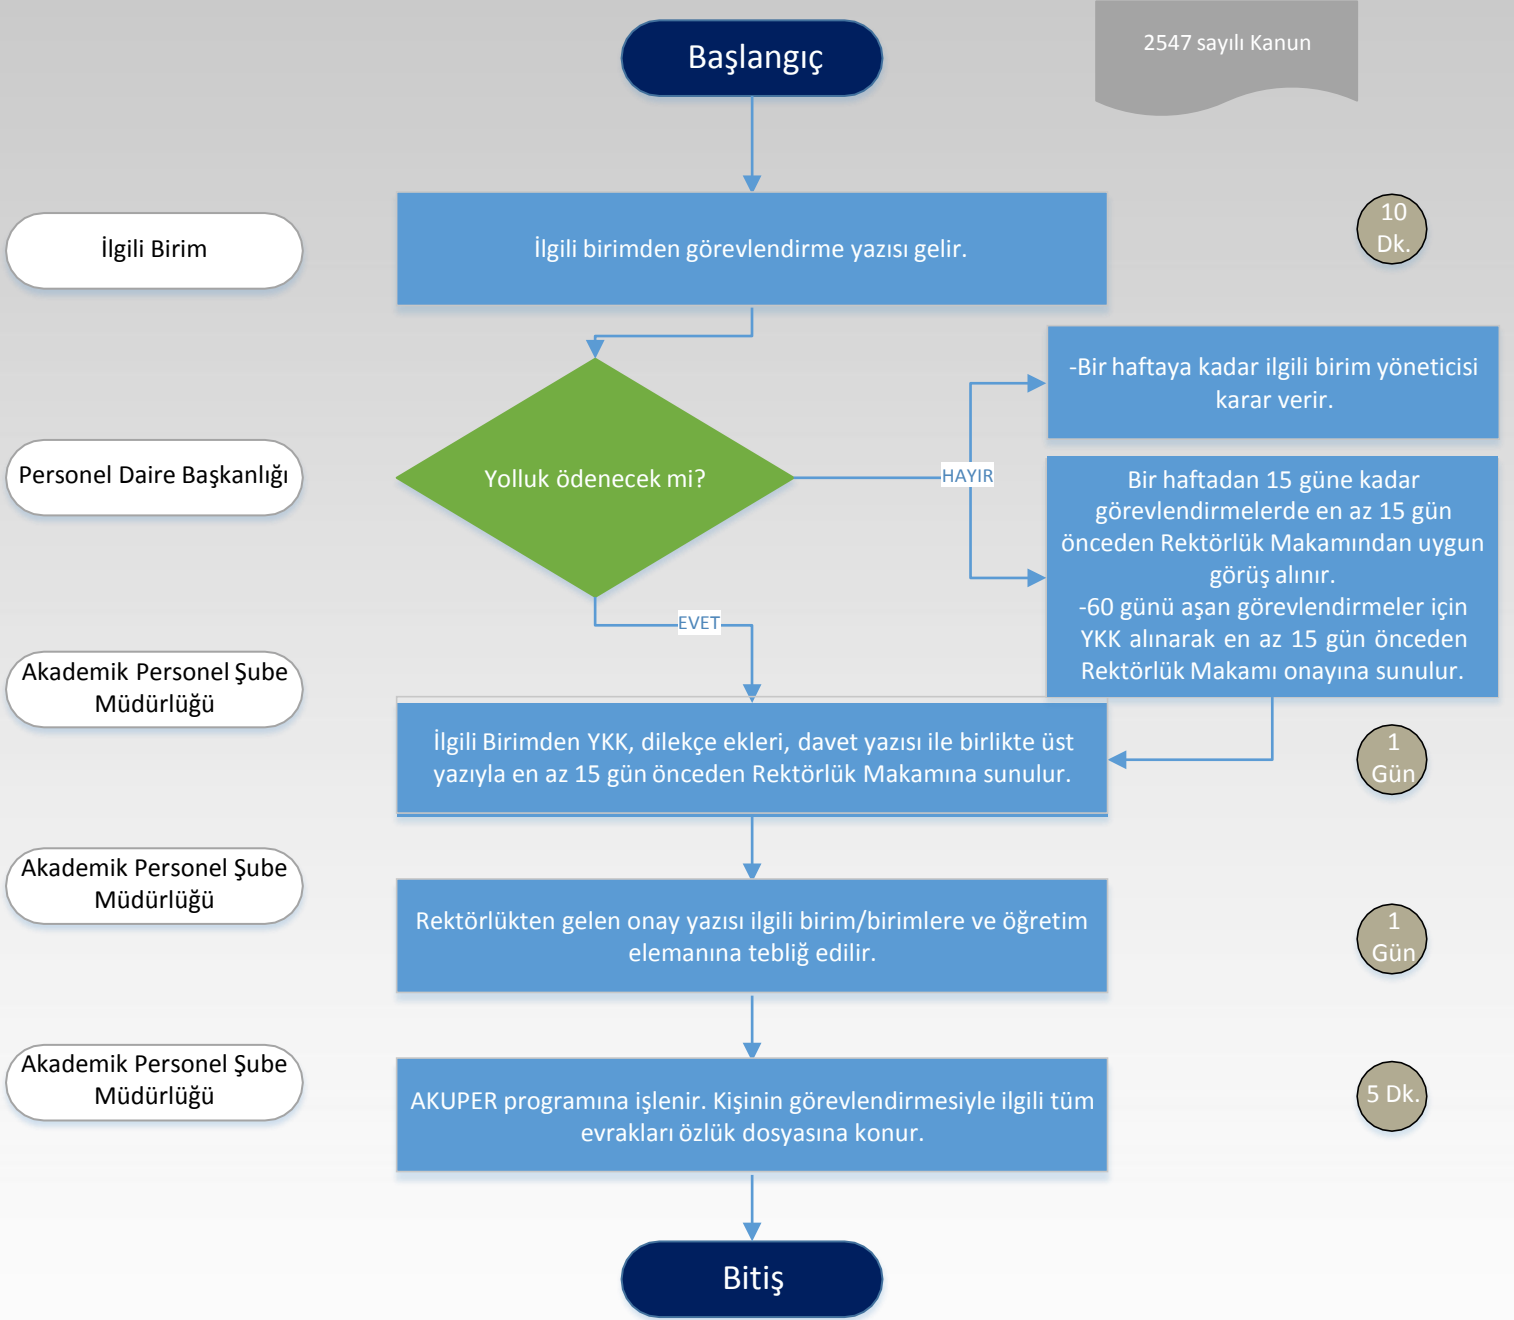 Başlangıç
2547 sayılı Kanun
İlgili Birim
İlgili birimden görevlendirme yazısı gelir.
10
Dk.
-Bir haftaya kadar ilgili birim yöneticisi
karar verir.
Personel Daire Başkanlığı
Yolluk ödenecek mi?
HAYIR
Bir haftadan 15 güne kadar
görevlendirmelerde en az 15 gün
önceden Rektörlük Makamından uygun
görüş alınır.
-60 günü aşan görevlendirmeler için
YKK alınarak en az 15 gün önceden
Rektörlük Makamı onayına sunulur.
EVET
Akademik Personel Şube
Müdürlüğü
İlgili Birimden YKK, dilekçe ekleri, davet yazısı ile birlikte üst
yazıyla en az 15 gün önceden Rektörlük Makamına sunulur.
1
Gün
Akademik Personel Şube
Müdürlüğü
Rektörlükten gelen onay yazısı ilgili birim/birimlere ve öğretim
elemanına tebliğ edilir.
1
Gün
Akademik Personel Şube
Müdürlüğü
AKUPER programına işlenir. Kişinin görevlendirmesiyle ilgili tüm
evrakları özlük dosyasına konur.
5 Dk.
Bitiş